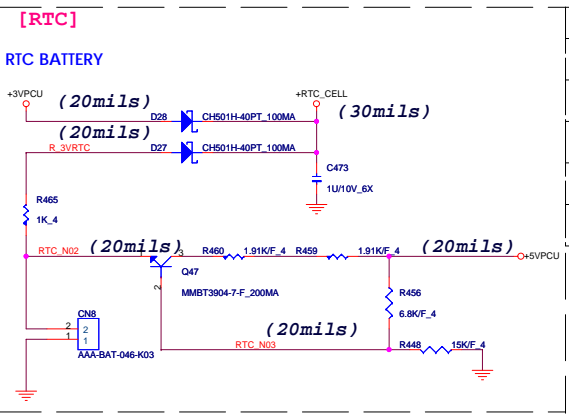 [RTC]
RTC BATTERY
+3VPCU
(20mils)
+RTC_CELL
(30mils)
D28
CH501H-40PT_100MA
(20mils)
R_3VRTC
D27
CH501H-40PT_100MA
C473
1U/10V_6X
R465
1K_4
RTC_N02
(20mils)
1
3
R460
1.91K/F_4
R459
1.91K/F_4
(20mils)
+5VPCU
Q47
2
MMBT3904-7-F_200MA
R456
6.8K/F_4
CN8
2
2
1
1
AAA-BAT-046-K03
(20mils)
RTC_N03
R448
15K/F_4